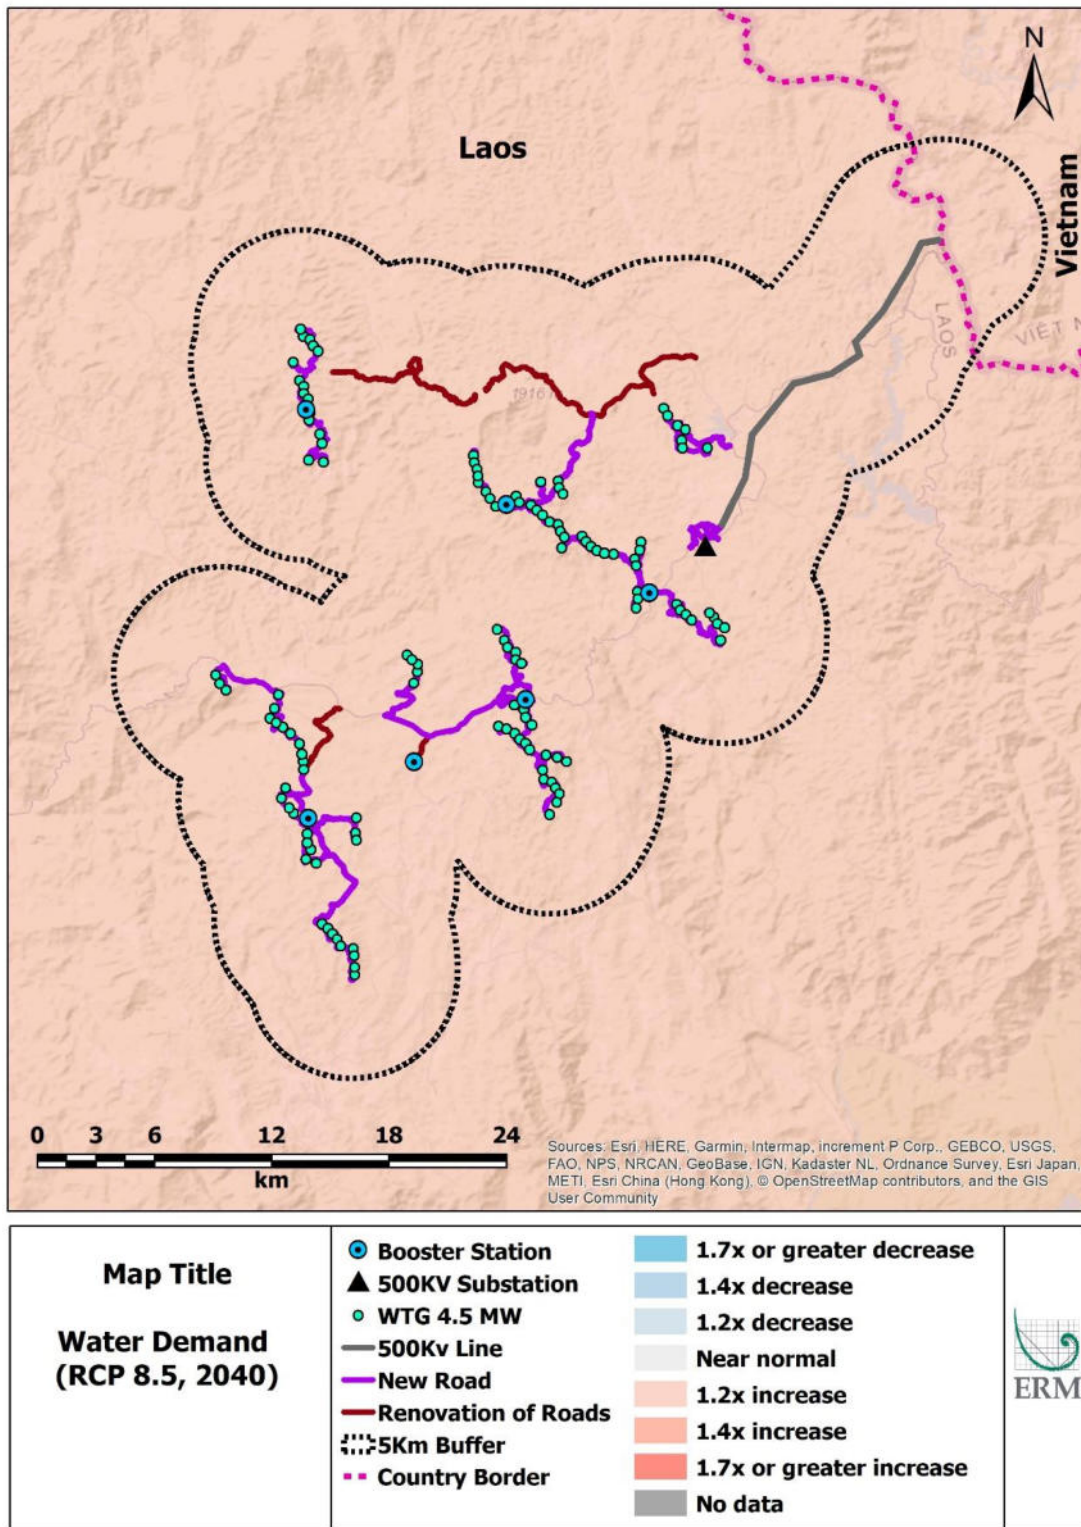 N
Laos
Vietnam
LAOS
VIÊT N
1916
0 3 6 12 18 24
km
Sources: Esri, HERE, Garmin, Intermap, increment P Corp., GEBCO, USGS,
FAO, NPS, NRCAN, GeoBase, IGN, Kadaster NL, Ordnance Survey, Esri Japan,
METI, Esri China (Hong Kong), © OpenStreetMap contributors, and the GIS
User Community
Map Title
Water Demand
(RCP 8.5, 2040)
Booster Station
500KV Substation
WTG 4.5 MW
500Kv Line
New Road
Renovation of Roads
5Km Buffer
Country Border
1.7x or greater decrease
1.4x decrease
1.2x decrease
Near normal
1.2x increase
1.4x increase
1.7x or greater increase
No data
ERM